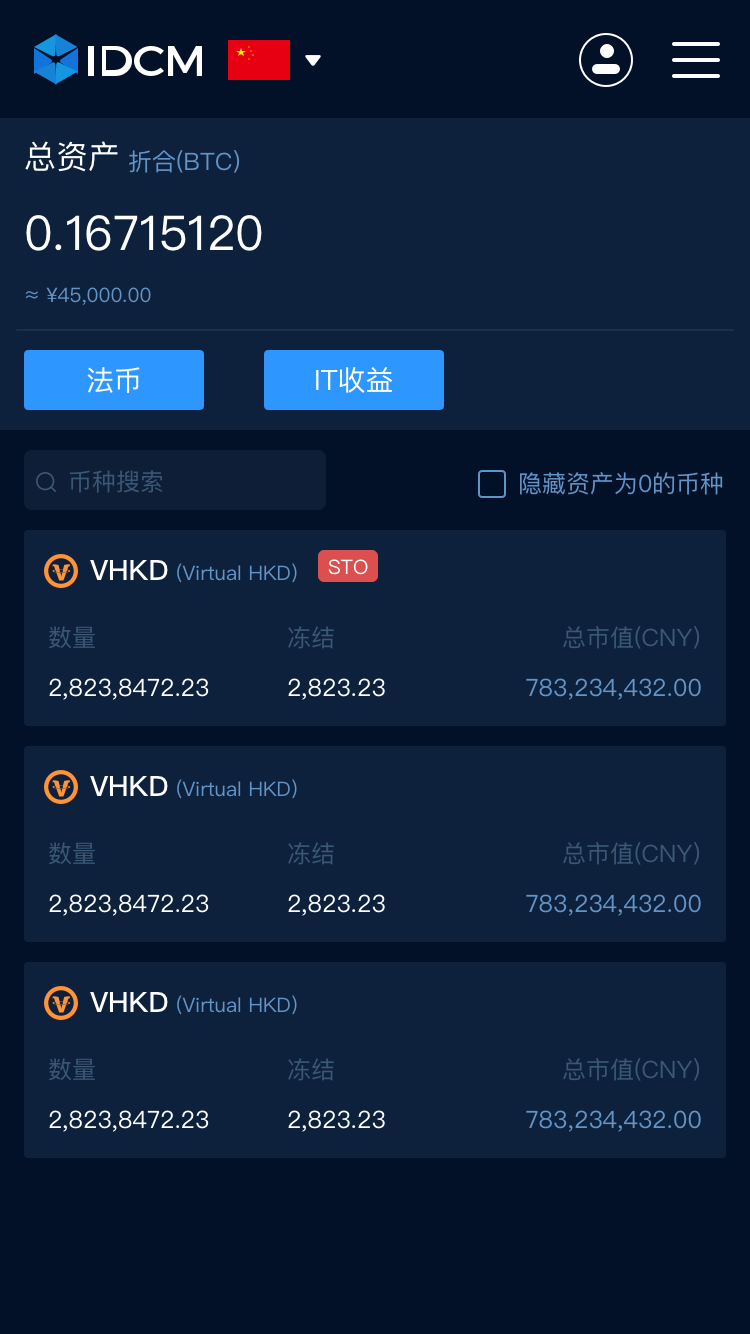 IDCM
总资产 折合(BTC)
0.16715120
≈ ¥45,000.00
法币 IT收益
币种搜索 隐藏资产为0的币种
VHKD (Virtual HKD) STO
数量 冻结 总市值(CNY)
2,823,8472.23 2,823.23 783,234,432.00
VHKD (Virtual HKD)
数量 冻结 总市值(CNY)
2,823,8472.23 2,823.23 783,234,432.00
VHKD (Virtual HKD)
数量 冻结 总市值(CNY)
2,823,8472.23 2,823.23 783,234,432.00